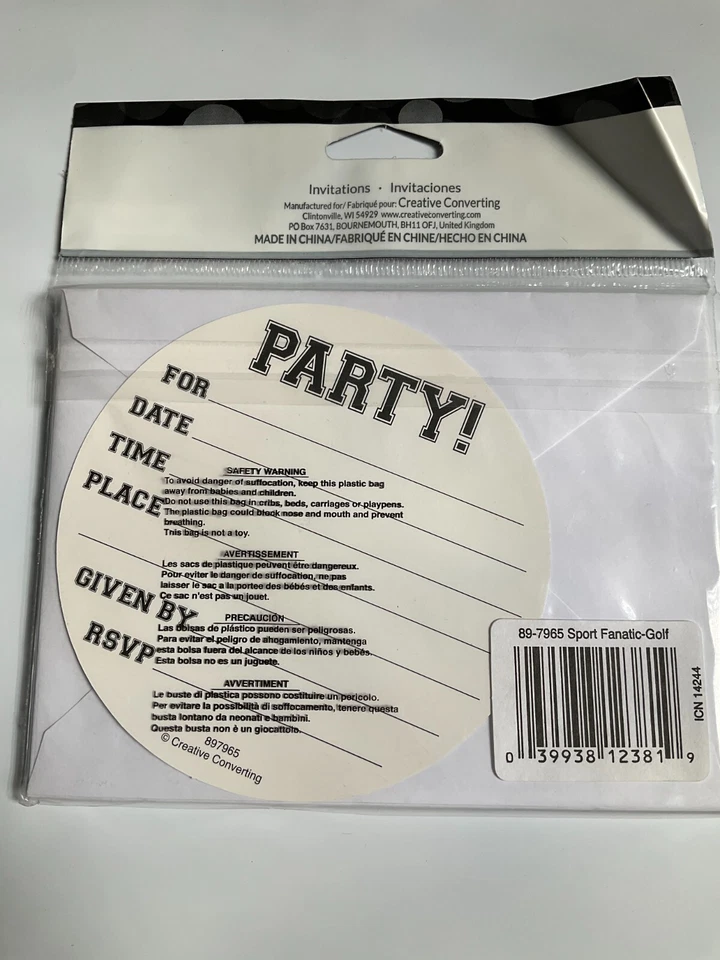 Invitations · Invitaciones
Manufactured for/ Fabriqué pour: Creative Converting
Clintonville, WI 54929 www.creativeconverting.com
PO Box 7631, BOURNEMOUTH, BH11 OFJ, United Kingdom
MADE IN CHINA/FABRIQUÉ EN CHINE/HECHO EN CHINA
PARTY!
FOR
DATE
TIME
PLACE
GIVEN BY
RSVP
SAFETY WARNING
To avoid danger of suffocation, keep this plastic bag
away from babies and children.
Do not use this bag in cribs, beds, carriages or playpens.
The plastic bag could block nose and mouth and prevent
breathing.
This bag is not a toy.
AVERTISSEMENT
Les sacs de plastique peuvent être dangereux.
Pour eviter le danger de suffocation, ne pas
laisser le sac a la portee des bébés et des enfants.
Ce sac n'est pas un jouet.
PRECAUCIÓN
Las bolsas de plástico pueden ser peligrosas.
Para evitar el peligro de ahogamiento, mantenga
esta bolsa fuera del alcance de los niños y bebés.
Esta bolsa no es un juguete.
AVVERTIMENT
Le buste di plastica possono costituire un pericolo.
Per evitare la possibilità di soffocamento, tenere questa
busta lontano da neonati e bambini.
Questa busta non è un giocattolo.
897965
© Creative Converting
89-7965 Sport Fanatic-Golf
ICN 14244
0 39938 12381 9